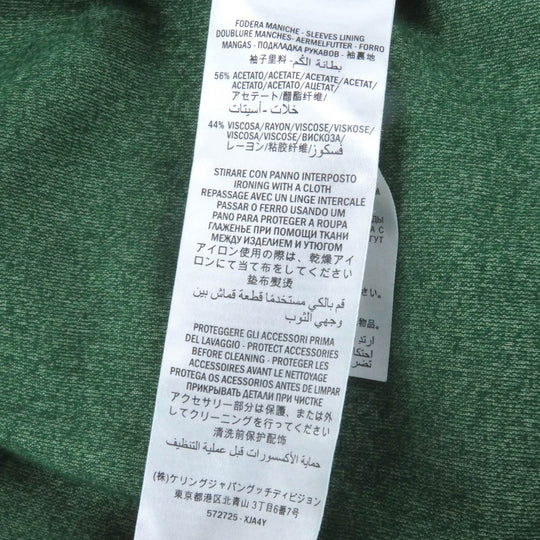 FODERA MANICHE - SLEEVES LINING
DOUBLURE MANCHES - AERMELFUTTER - FORRO
MANGAS - ПОДКЛАДКА РУКАВОВ - 袖裏地
袖子里料 - بطانة الكُم
56% ACETATO/ACETATE/ACETATE/ACETAT/
ACETATO/ACETATO/АЦЕТАТ/
アセテート/醋酯纤维/
خلات - أسيتات
44% VISCOSA/RAYON/VISCOSE/VISKOSE/
VISCOSA/VISCOSE/ВИСКОЗА/
レーヨン/粘胶纤维/فسكوز
STIRARE CON PANNO INTERPOSTO
IRONING WITH A CLOTH
REPASSAGE AVEC UN LINGE INTERCALE
PASSAR O FERRO USANDO UM
PANO PARA PROTEGER A ROUPA
ГЛАЖЕНЬЕ ПРИ ПОМОЩИ ТКАНИ
МЕЖДУ ИЗДЕЛИЕМ И УТЮГОМ
アイロン使用の際は、乾燥アイ
ロンにて当て布をしてください
垫布熨烫
قم بالكي مستخدمًا قطعة قماش بين
وجهي الثوب
PROTEGGERE GLI ACCESSORI PRIMA
DEL LAVAGGIO - PROTECT ACCESSORIES
BEFORE CLEANING - PROTEGER LES
ACCESSOIRES AVANT LE NETTOYAGE
PROTEGA OS ACESSORIOS ANTES DE LIMPAR
ПРИКРЫВАТЬ ДЕТАЛИ ПРИ ЧИСТКЕ
アクセサリー部分は保護、または外
してクリーニングを行ってください
清洗前保护配饰
حماية الأكسسورات قبل عملية التنظيف
(株)ケリングジャパングッチディビジョン
東京都港区北青山3丁目6番1号
572725 - XJA4Y
А С
ГУТ
さい。
物品。